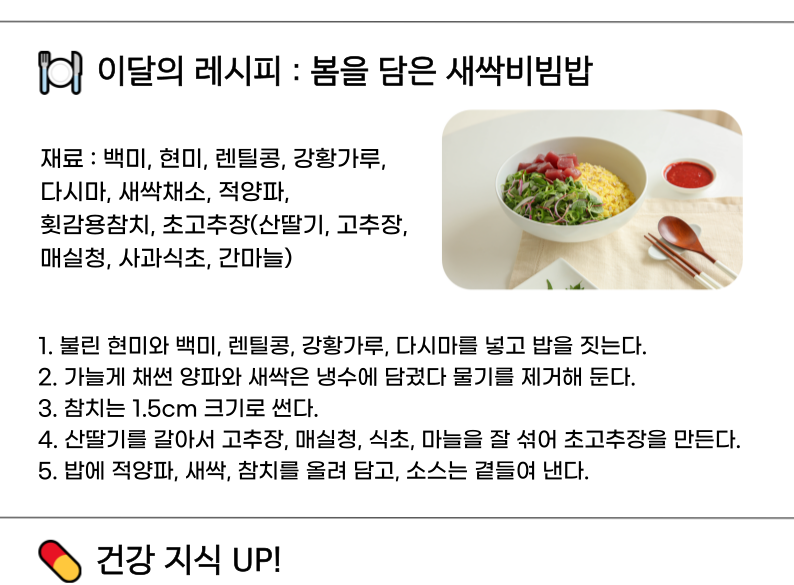 이달의 레시피 : 봄을 담은 새싹비빔밥
재료 : 백미, 현미, 렌틸콩, 강황가루,
다시마, 새싹채소, 적양파,
횟감용참치, 초고추장(산딸기, 고추장,
매실청, 사과식초, 간마늘)
1. 불린 현미와 백미, 렌틸콩, 강황가루, 다시마를 넣고 밥을 짓는다.
2. 가늘게 채썬 양파와 새싹은 냉수에 담궜다 물기를 제거해 둔다.
3. 참치는 1.5cm 크기로 썬다.
4. 산딸기를 갈아서 고추장, 매실청, 식초, 마늘을 잘 섞어 초고추장을 만든다.
5. 밥에 적양파, 새싹, 참치를 올려 담고, 소스는 곁들여 낸다.
건강 지식 UP!